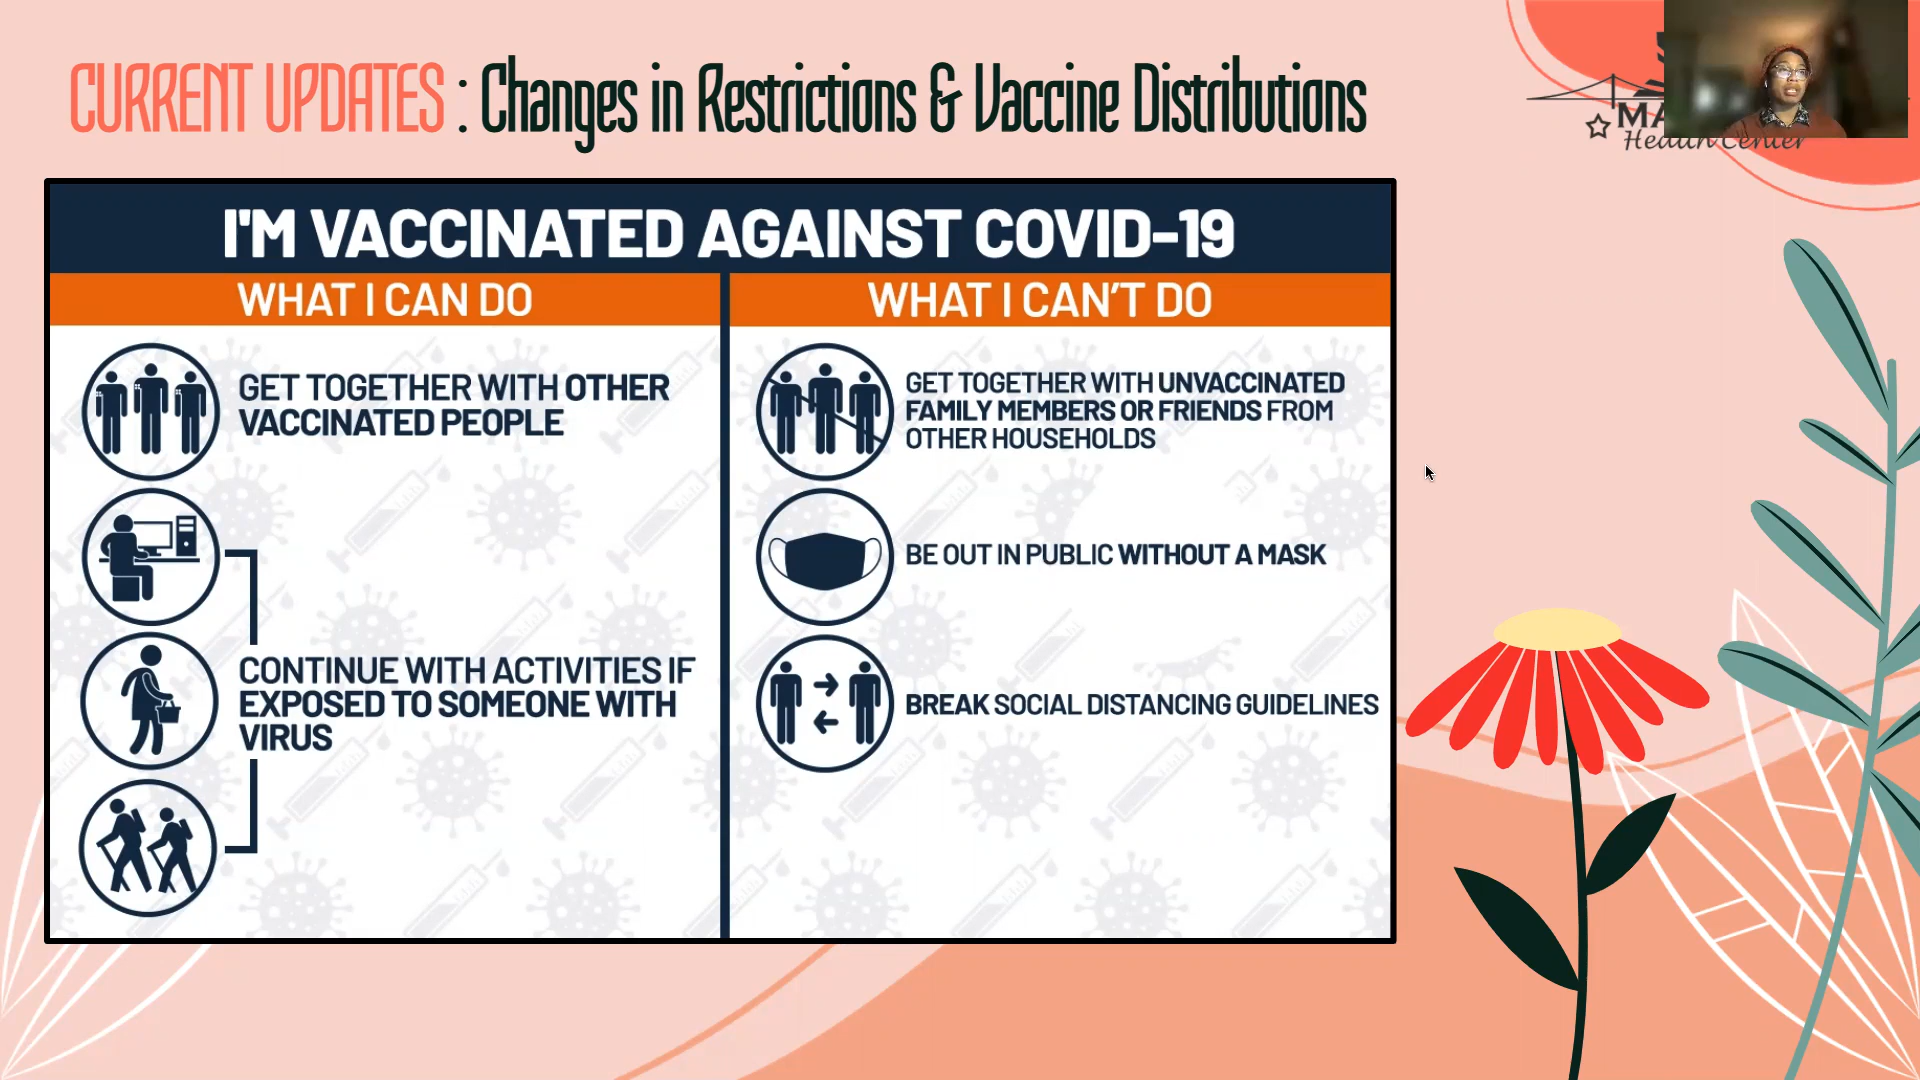 CURRENT UPDATES : Changes in Restrictions & Vaccine Distributions
Health Center
I'M VACCINATED AGAINST COVID-19
WHAT I CAN DO
GET TOGETHER WITH OTHER
VACCINATED PEOPLE
CONTINUE WITH ACTIVITIES IF
EXPOSED TO SOMEONE WITH
VIRUS
WHAT I CAN'T DO
GET TOGETHER WITH UNVACCINATED
FAMILY MEMBERS OR FRIENDS FROM
OTHER HOUSEHOLDS
BE OUT IN PUBLIC WITHOUT A MASK
BREAK SOCIAL DISTANCING GUIDELINES